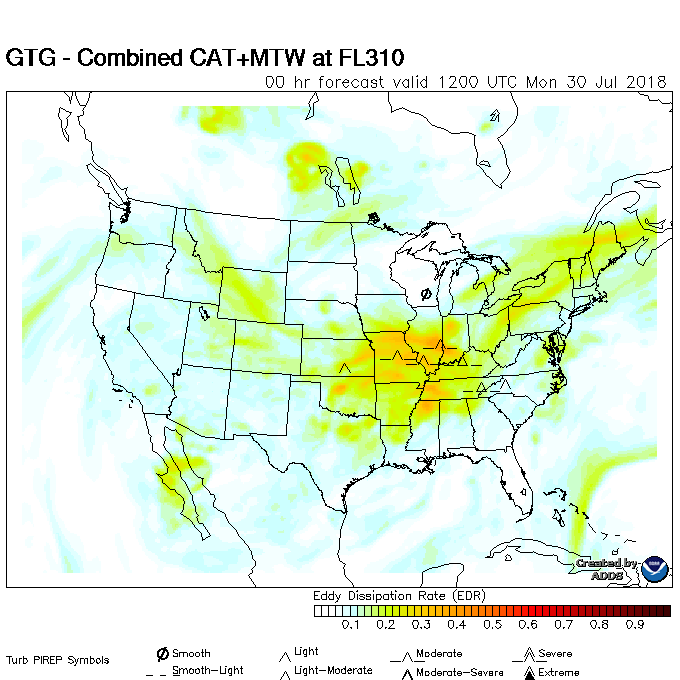 GTG - Combined CAT+MTW at FL310
00 hr forecast valid 1200 UTC Mon 30 Jul 2018
Created by
ADDS
Eddy Dissipation Rate (EDR)
0.1 0.2 0.3 0.4 0.5 0.6 0.7 0.8 0.9
Turb PIREP Symbols
Smooth Light Moderate Severe
Smooth-Light Light-Moderate Moderate-Severe Extreme